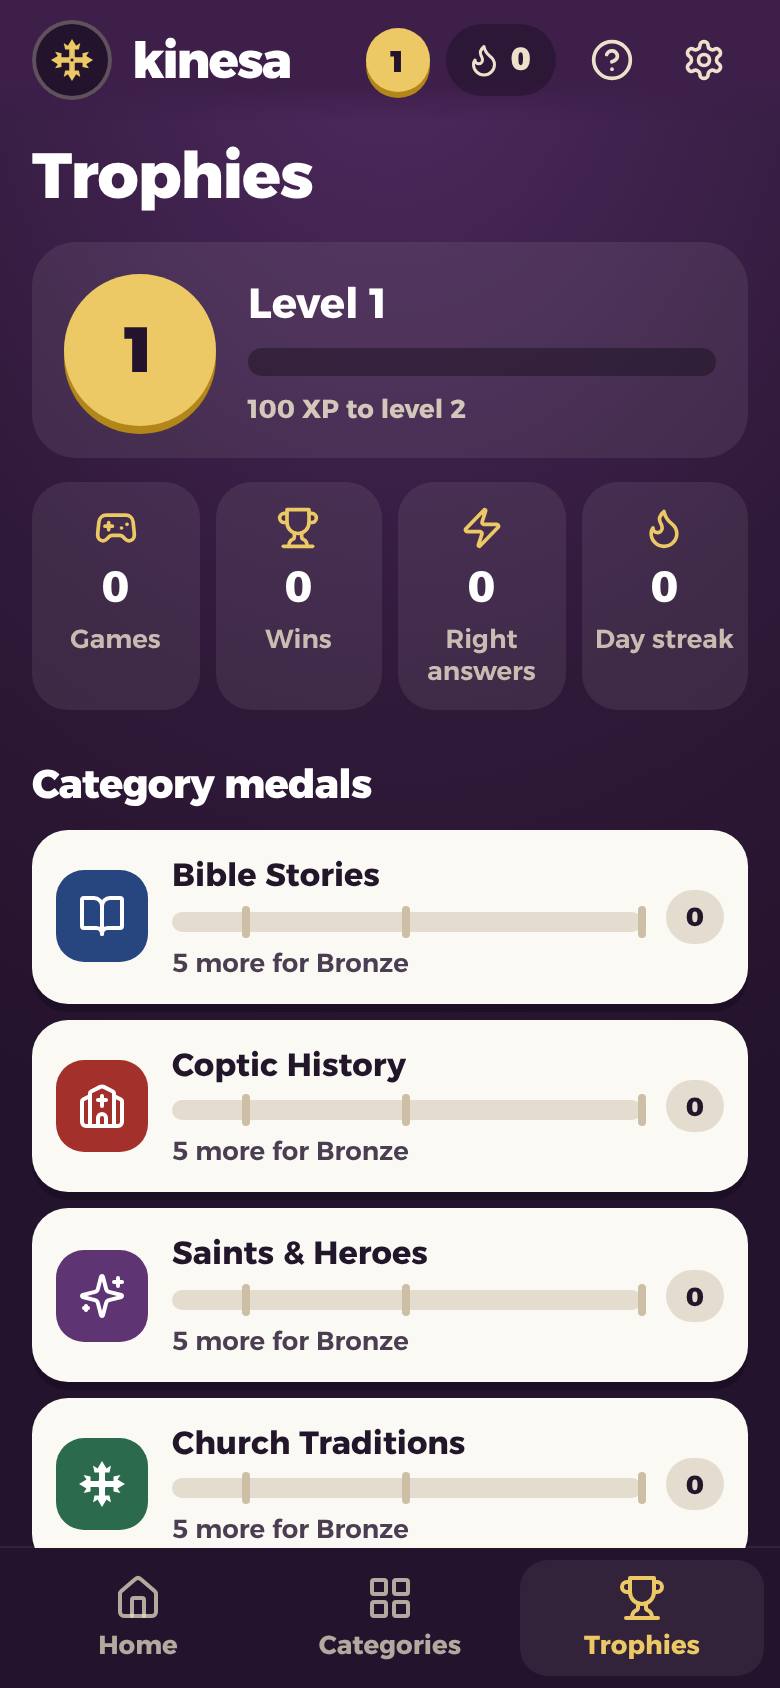 kinesa
1
0
Trophies
1
Level 1
100 XP to level 2
0
Games
0
Wins
0
Right
answers
0
Day streak
Category medals
Bible Stories
0
5 more for Bronze
Coptic History
0
5 more for Bronze
Saints & Heroes
0
5 more for Bronze
Church Traditions
0
5 more for Bronze
Home
Categories
Trophies